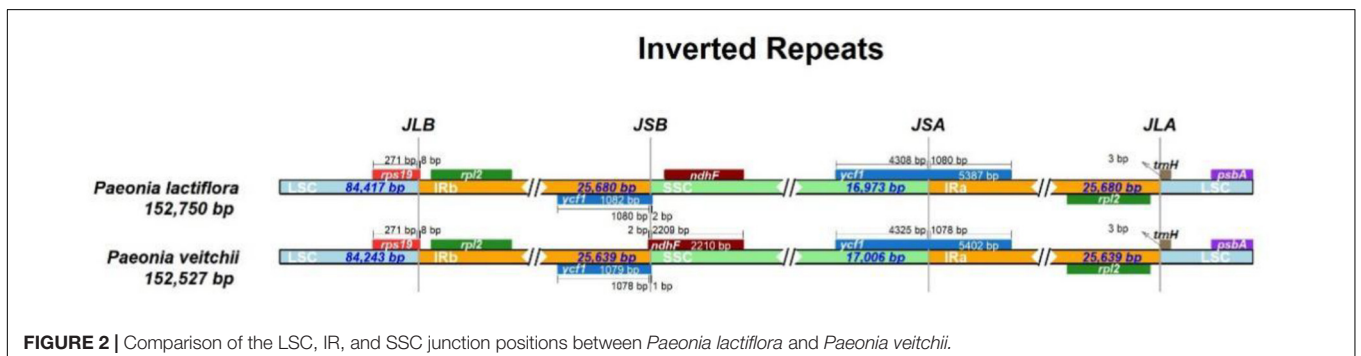 Inverted Repeats
JLB JSB JSA JLA
271 bp 8 bp 4308 bp 1080 bp 3 bp trnH
rps19 rpl2 ndhF ycf1 5387 bp psbA
Paeonia lactiflora
LSC 84,417 bp IRb 25,680 bp SSC 16,973 bp IRa 25,680 bp LSC
152,750 bp
ycf1 1082 bp rpl2
1080 bp 2 bp
271 bp 8 bp 2 bp 2209 bp 4325 bp 1078 bp 3 bp trnH
rps19 rpl2 ndhF 2210 bp ycf1 5402 bp psbA
Paeonia veitchii
LSC 84,243 bp IRb 25,639 bp SSC 17,006 bp IRa 25,639 bp LSC
152,527 bp
ycf1 1079 bp rpl2
1078 bp 1 bp
FIGURE 2 | Comparison of the LSC, IR, and SSC junction positions between Paeonia lactiflora and Paeonia veitchii.